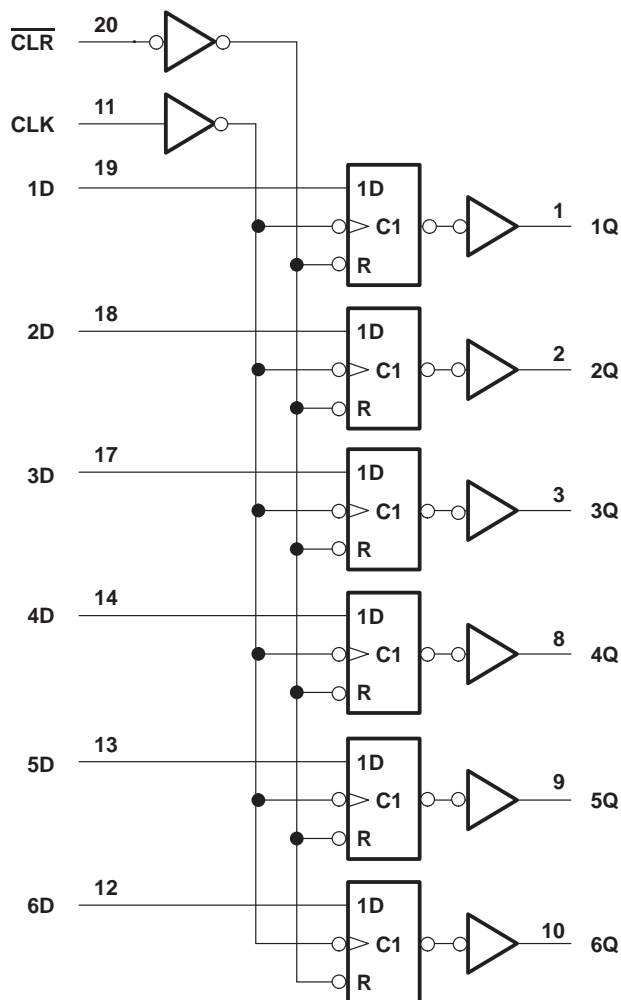 C̅L̅R̅ 20
CLK 11
1D 19 1D C1 R 1 1Q
2D 18 1D C1 R 2 2Q
3D 17 1D C1 R 3 3Q
4D 14 1D C1 R 8 4Q
5D 13 1D C1 R 9 5Q
6D 12 1D C1 R 10 6Q